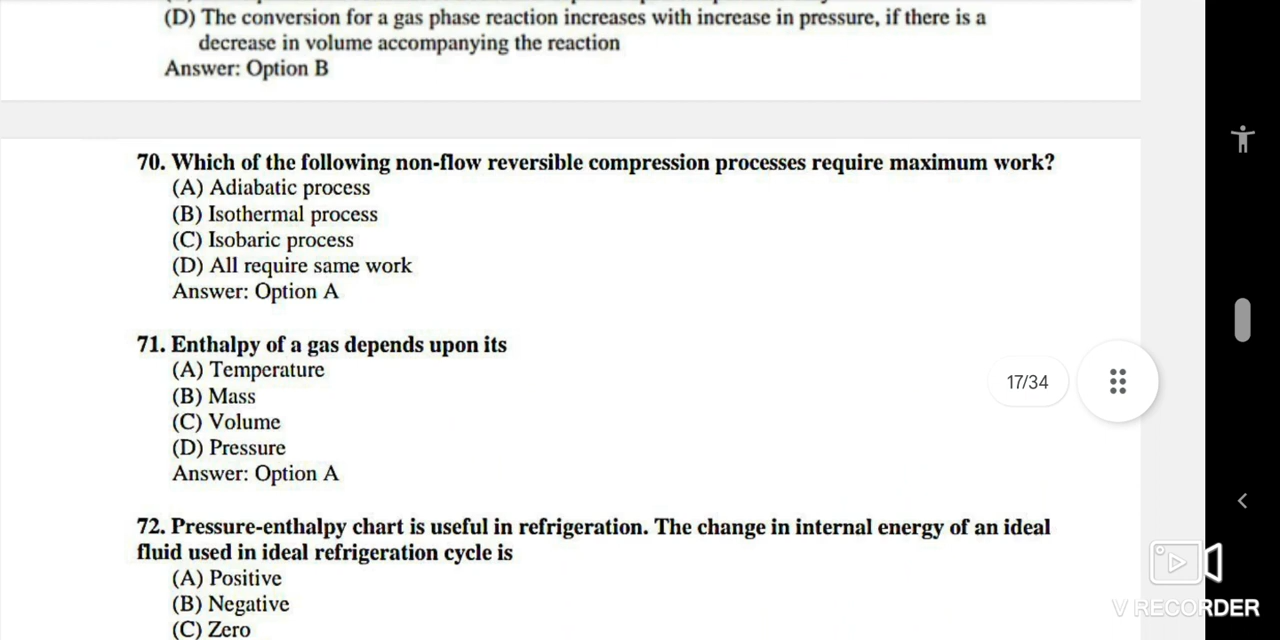 (D) The conversion for a gas phase reaction increases with increase in pressure, if there is a
decrease in volume accompanying the reaction
Answer: Option B
70. Which of the following non-flow reversible compression processes require maximum work?
(A) Adiabatic process
(B) Isothermal process
(C) Isobaric process
(D) All require same work
Answer: Option A
71. Enthalpy of a gas depends upon its
(A) Temperature
(B) Mass
(C) Volume
(D) Pressure
Answer: Option A
17/34
72. Pressure-enthalpy chart is useful in refrigeration. The change in internal energy of an ideal
fluid used in ideal refrigeration cycle is
(A) Positive
(B) Negative
(C) Zero
V RECORDER